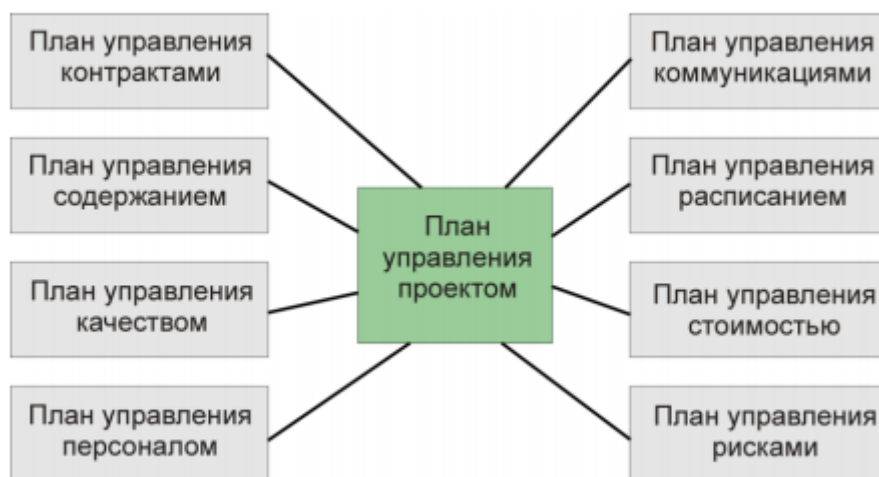 План управления
контрактами
План управления
содержанием
План управления
качеством
План управления
персоналом
План
управления
проектом
План управления
коммуникациями
План управления
расписанием
План управления
стоимостью
План управления
рисками